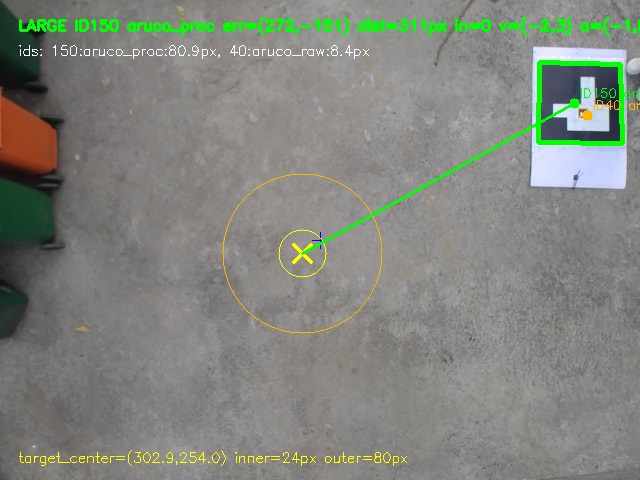 LARGE ID150 aruco_proc err=(272,-151) dist=311px in=0 v=(-2,3) a=(-1,
ids: 150:aruco_proc:80.9px, 40:aruco_raw:8.4px
ID150
ID40
target_center=(302.9,254.0) inner=24px outer=80px